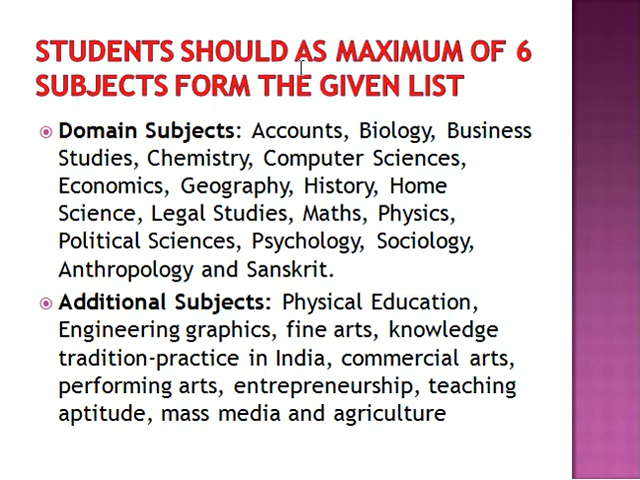 STUDENTS SHOULD AS MAXIMUM OF 6
SUBJECTS FORM THE GIVEN LIST
Domain Subjects: Accounts, Biology, Business
Studies, Chemistry, Computer Sciences,
Economics, Geography, History, Home
Science, Legal Studies, Maths, Physics,
Political Sciences, Psychology, Sociology,
Anthropology and Sanskrit.
Additional Subjects: Physical Education,
Engineering graphics, fine arts, knowledge
tradition-practice in India, commercial arts,
performing arts, entrepreneurship, teaching
aptitude, mass media and agriculture